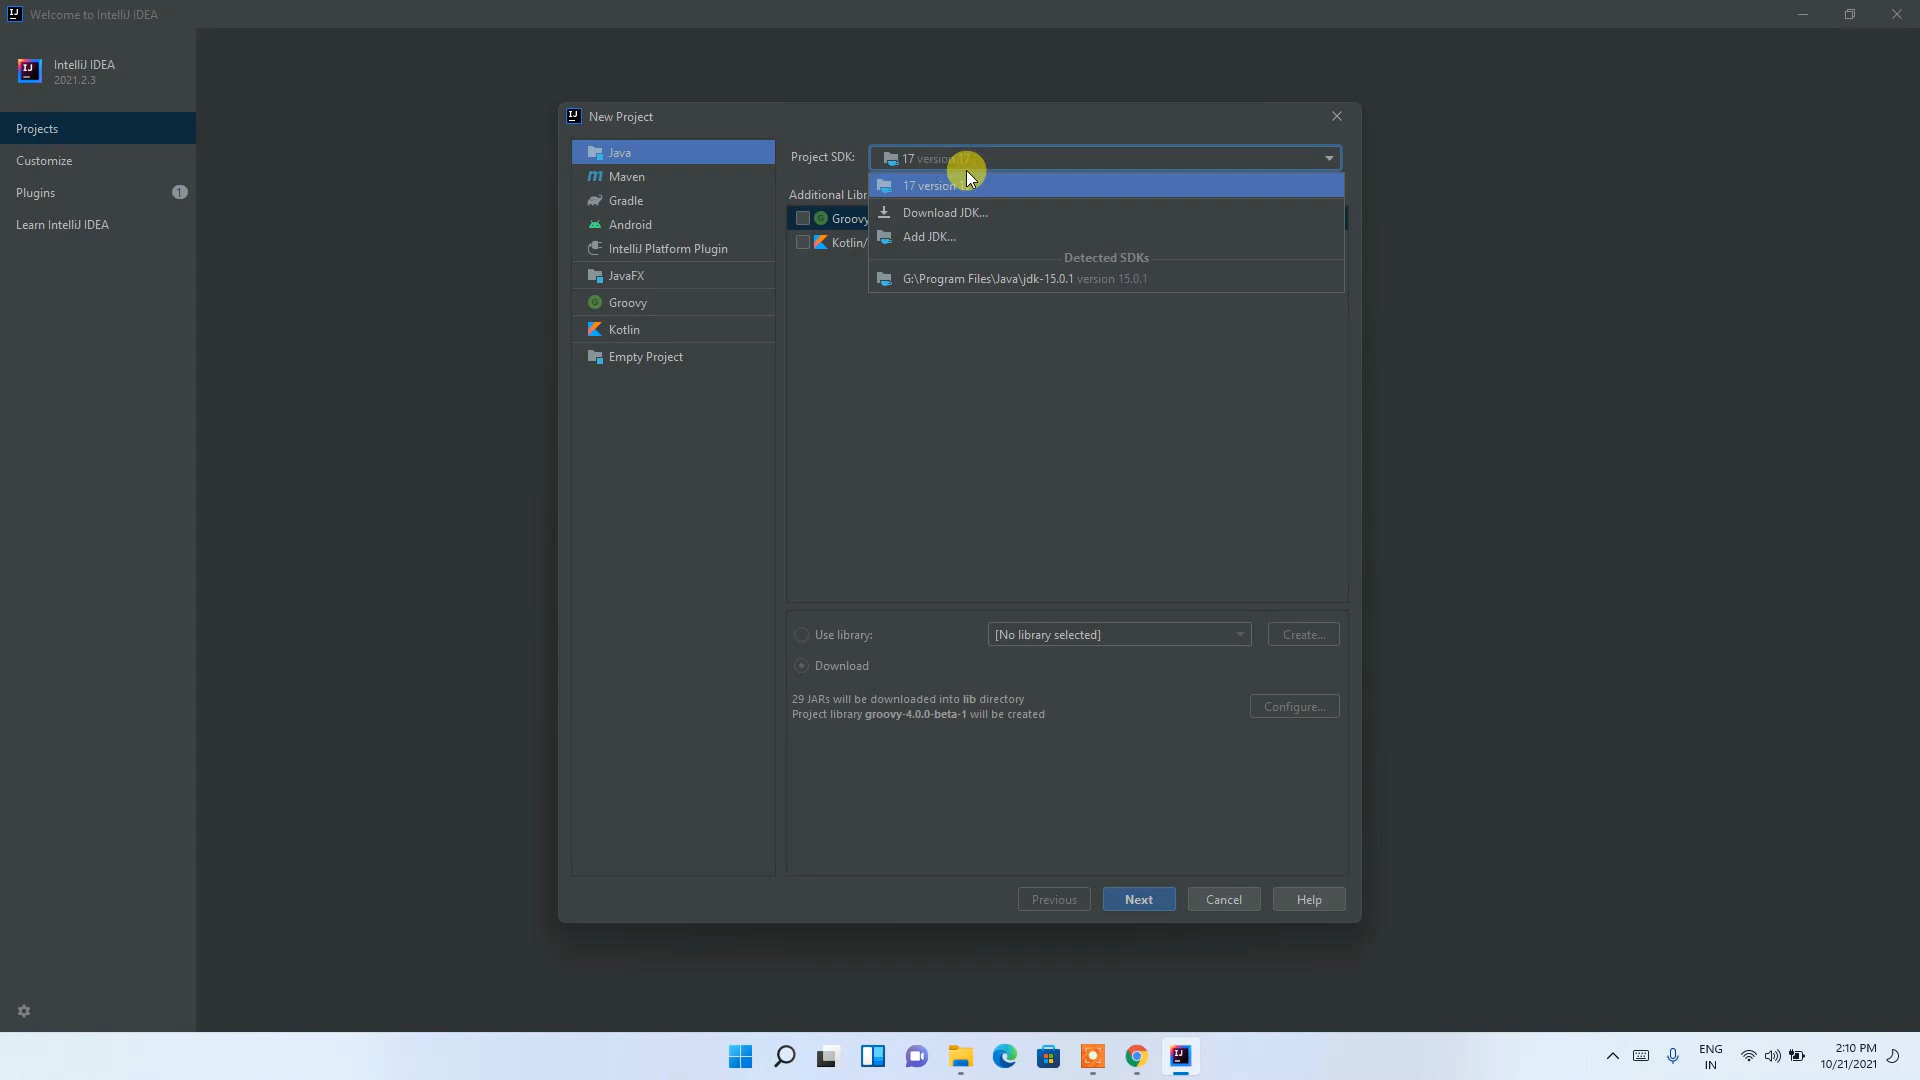 Welcome to IntelliJ IDEA
IntelliJ IDEA
2021.2.3
Projects
Customize
Plugins
1
Learn IntelliJ IDEA
New Project
Java
Maven
Gradle
Android
IntelliJ Platform Plugin
JavaFX
Groovy
Kotlin
Empty Project
Project SDK:
17 version 17
17 version
Download JDK...
Add JDK...
Detected SDKs
G:\Program Files\Java\jdk-15.0.1 version 15.0.1
Additional Libr
Groovy
Kotlin/
Use library:
[No library selected]
Create...
Download
29 JARs will be downloaded into lib directory
Project library groovy-4.0.0-beta-1 will be created
Configure...
Previous
Next
Cancel
Help
ENG
IN
2:10 PM
10/21/2021